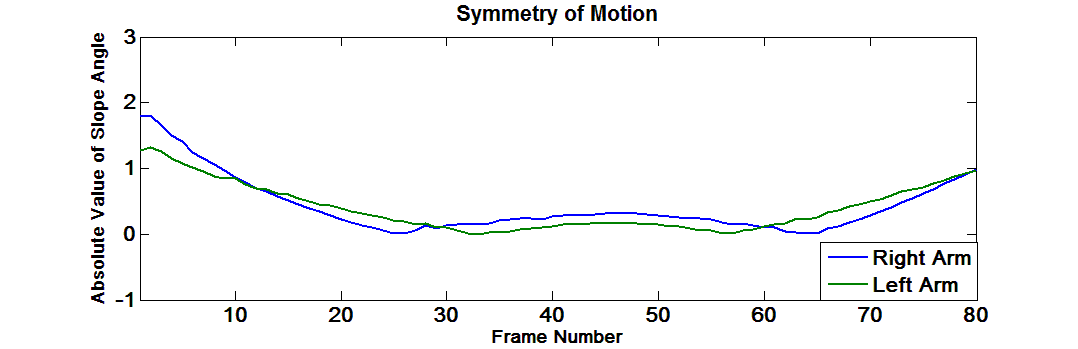 Symmetry of Motion
Absolute Value of Slope Angle
3
2
1
0
-1
10 20 30 40 50 60 70 80
Frame Number
Right Arm
Left Arm